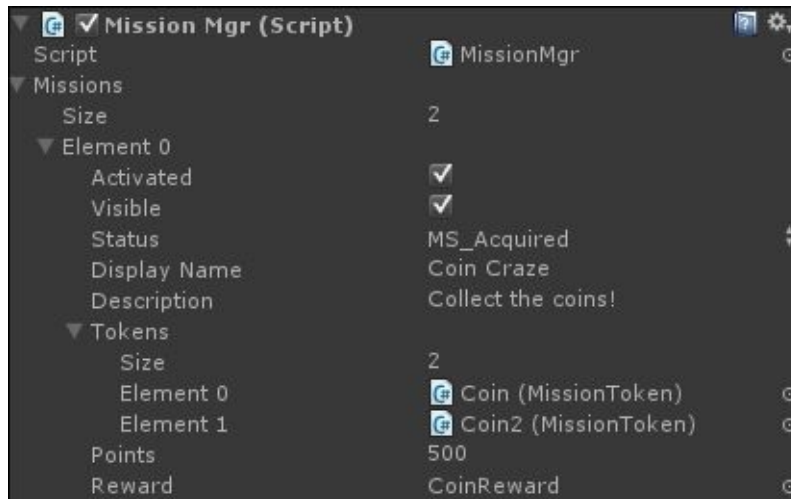 Mission Mgr (Script)
Script MissionMgr
Missions
Size 2
Element 0
Activated
Visible
Status MS_Acquired
Display Name Coin Craze
Description Collect the coins!
Tokens
Size 2
Element 0 Coin (MissionToken)
Element 1 Coin2 (MissionToken)
Points 500
Reward CoinReward